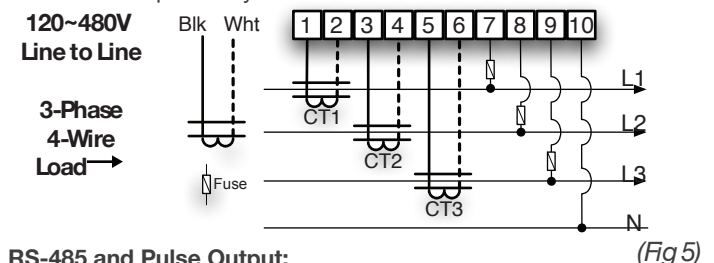 120~480V
Line to Line
Blk Wht
1 2 3 4 5 6 7 8 9 10
3-Phase
4-Wire
Load
Fuse
CT1
CT2
CT3
L1
L2
L3
N
(Fig 5)
RS-485 and Pulse Output: